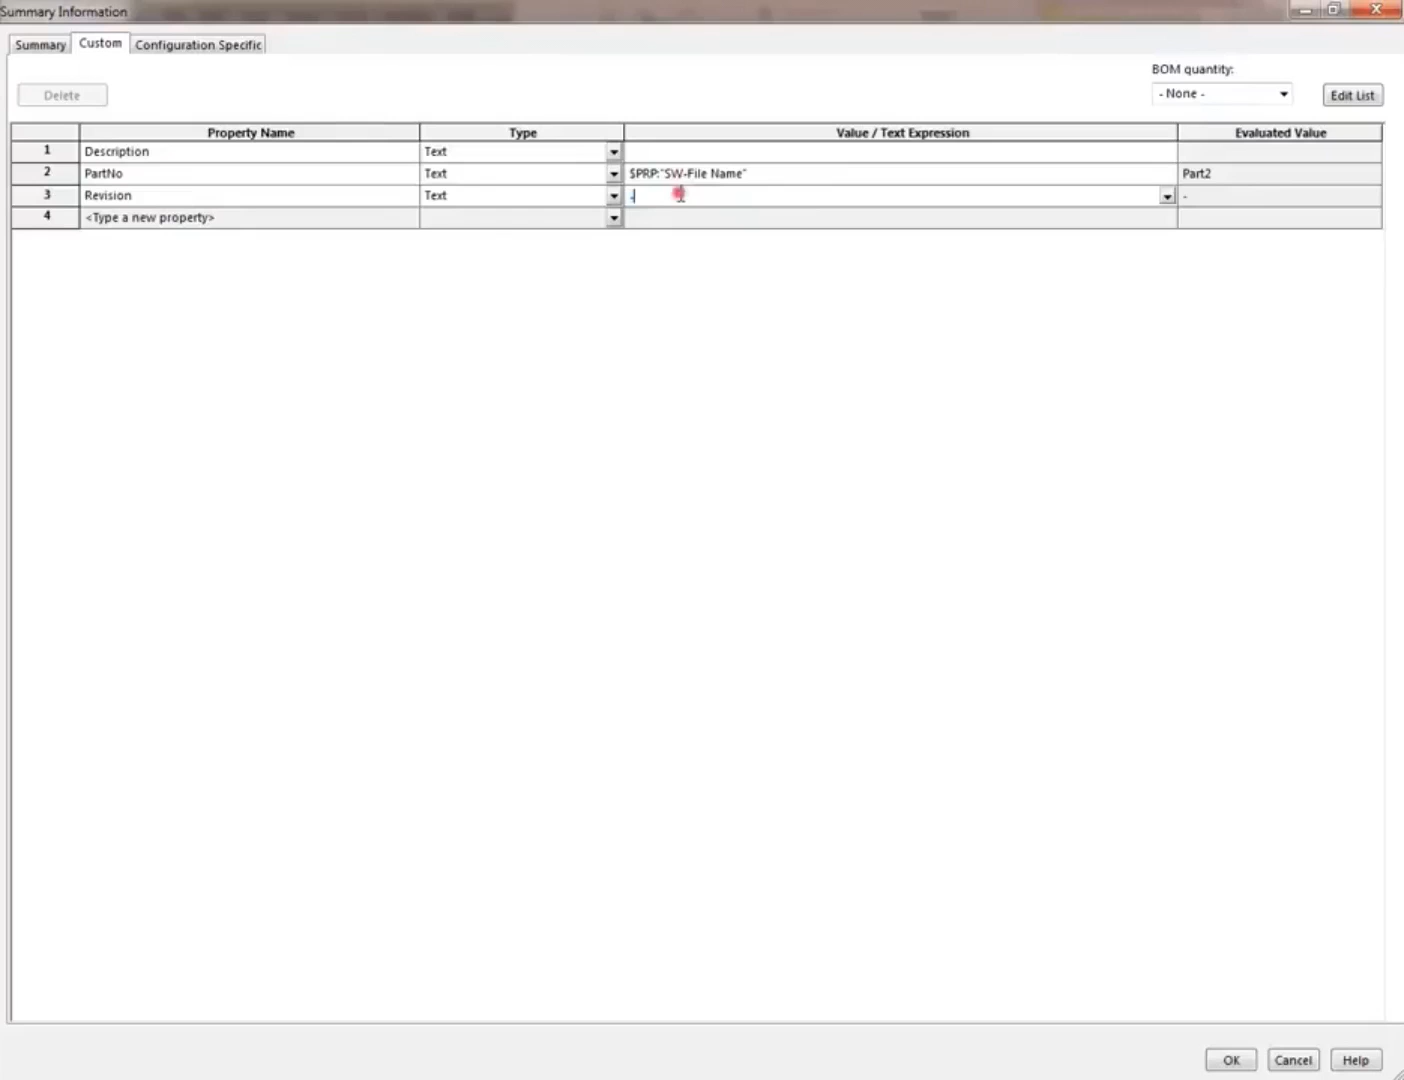 Summary Information
Summary Custom Configuration Specific
BOM quantity:
Delete - None - Edit List
Property Name Type Value / Text Expression Evaluated Value
1 Description Text
2 PartNo Text $PRP:"SW-File Name" Part2
3 Revision Text - -
4 <Type a new property>
OK Cancel Help